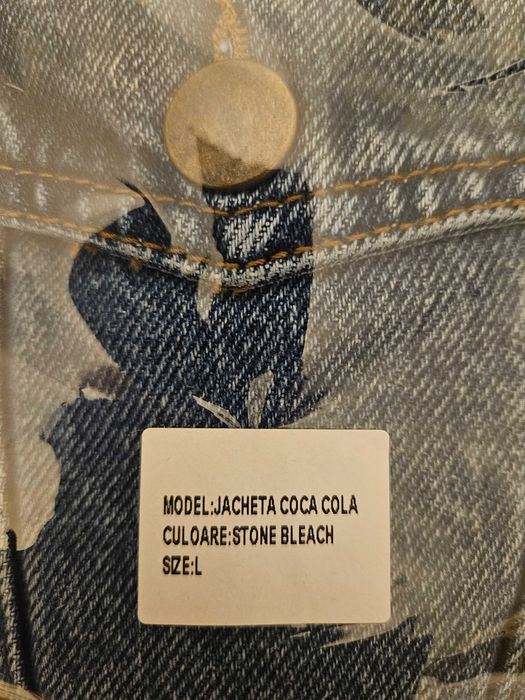 MODEL:JACHETA COCA COLA
CULOARE:STONE BLEACH
SIZE:L